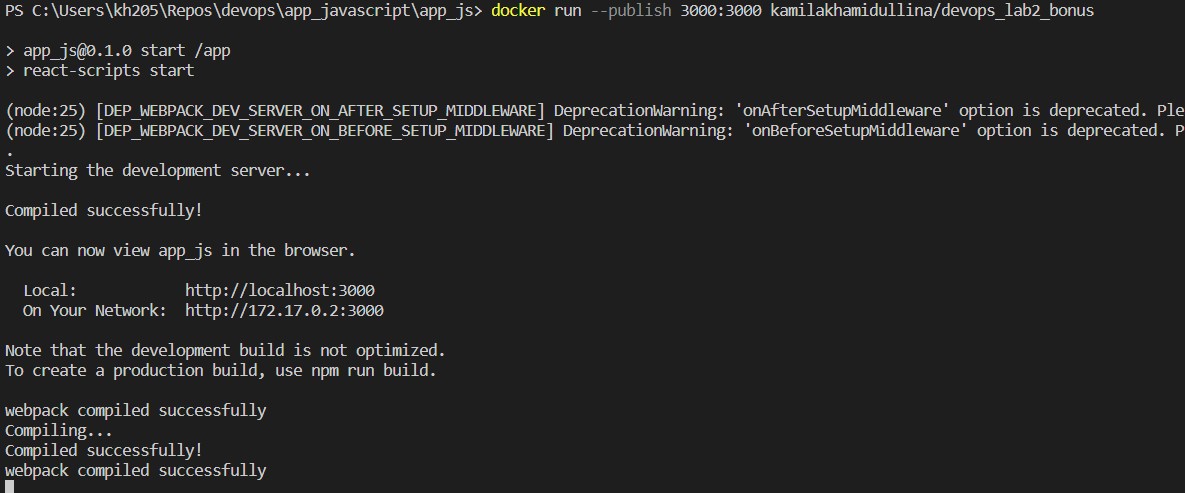 PS C:\Users\kh205\Repos\devops\app_javascript\app_js> docker run --publish 3000:3000 kamilakhamidullina/devops_lab2_bonus
> app_js@0.1.0 start /app
> react-scripts start
(node:25) [DEP_WEBPACK_DEV_SERVER_ON_AFTER_SETUP_MIDDLEWARE] DeprecationWarning: 'onAfterSetupMiddleware' option is deprecated. Ple
(node:25) [DEP_WEBPACK_DEV_SERVER_ON_BEFORE_SETUP_MIDDLEWARE] DeprecationWarning: 'onBeforeSetupMiddleware' option is deprecated. P
.
Starting the development server...
Compiled successfully!
You can now view app_js in the browser.
Local: http://localhost:3000
On Your Network: http://172.17.0.2:3000
Note that the development build is not optimized.
To create a production build, use npm run build.
webpack compiled successfully
Compiling...
Compiled successfully!
webpack compiled successfully